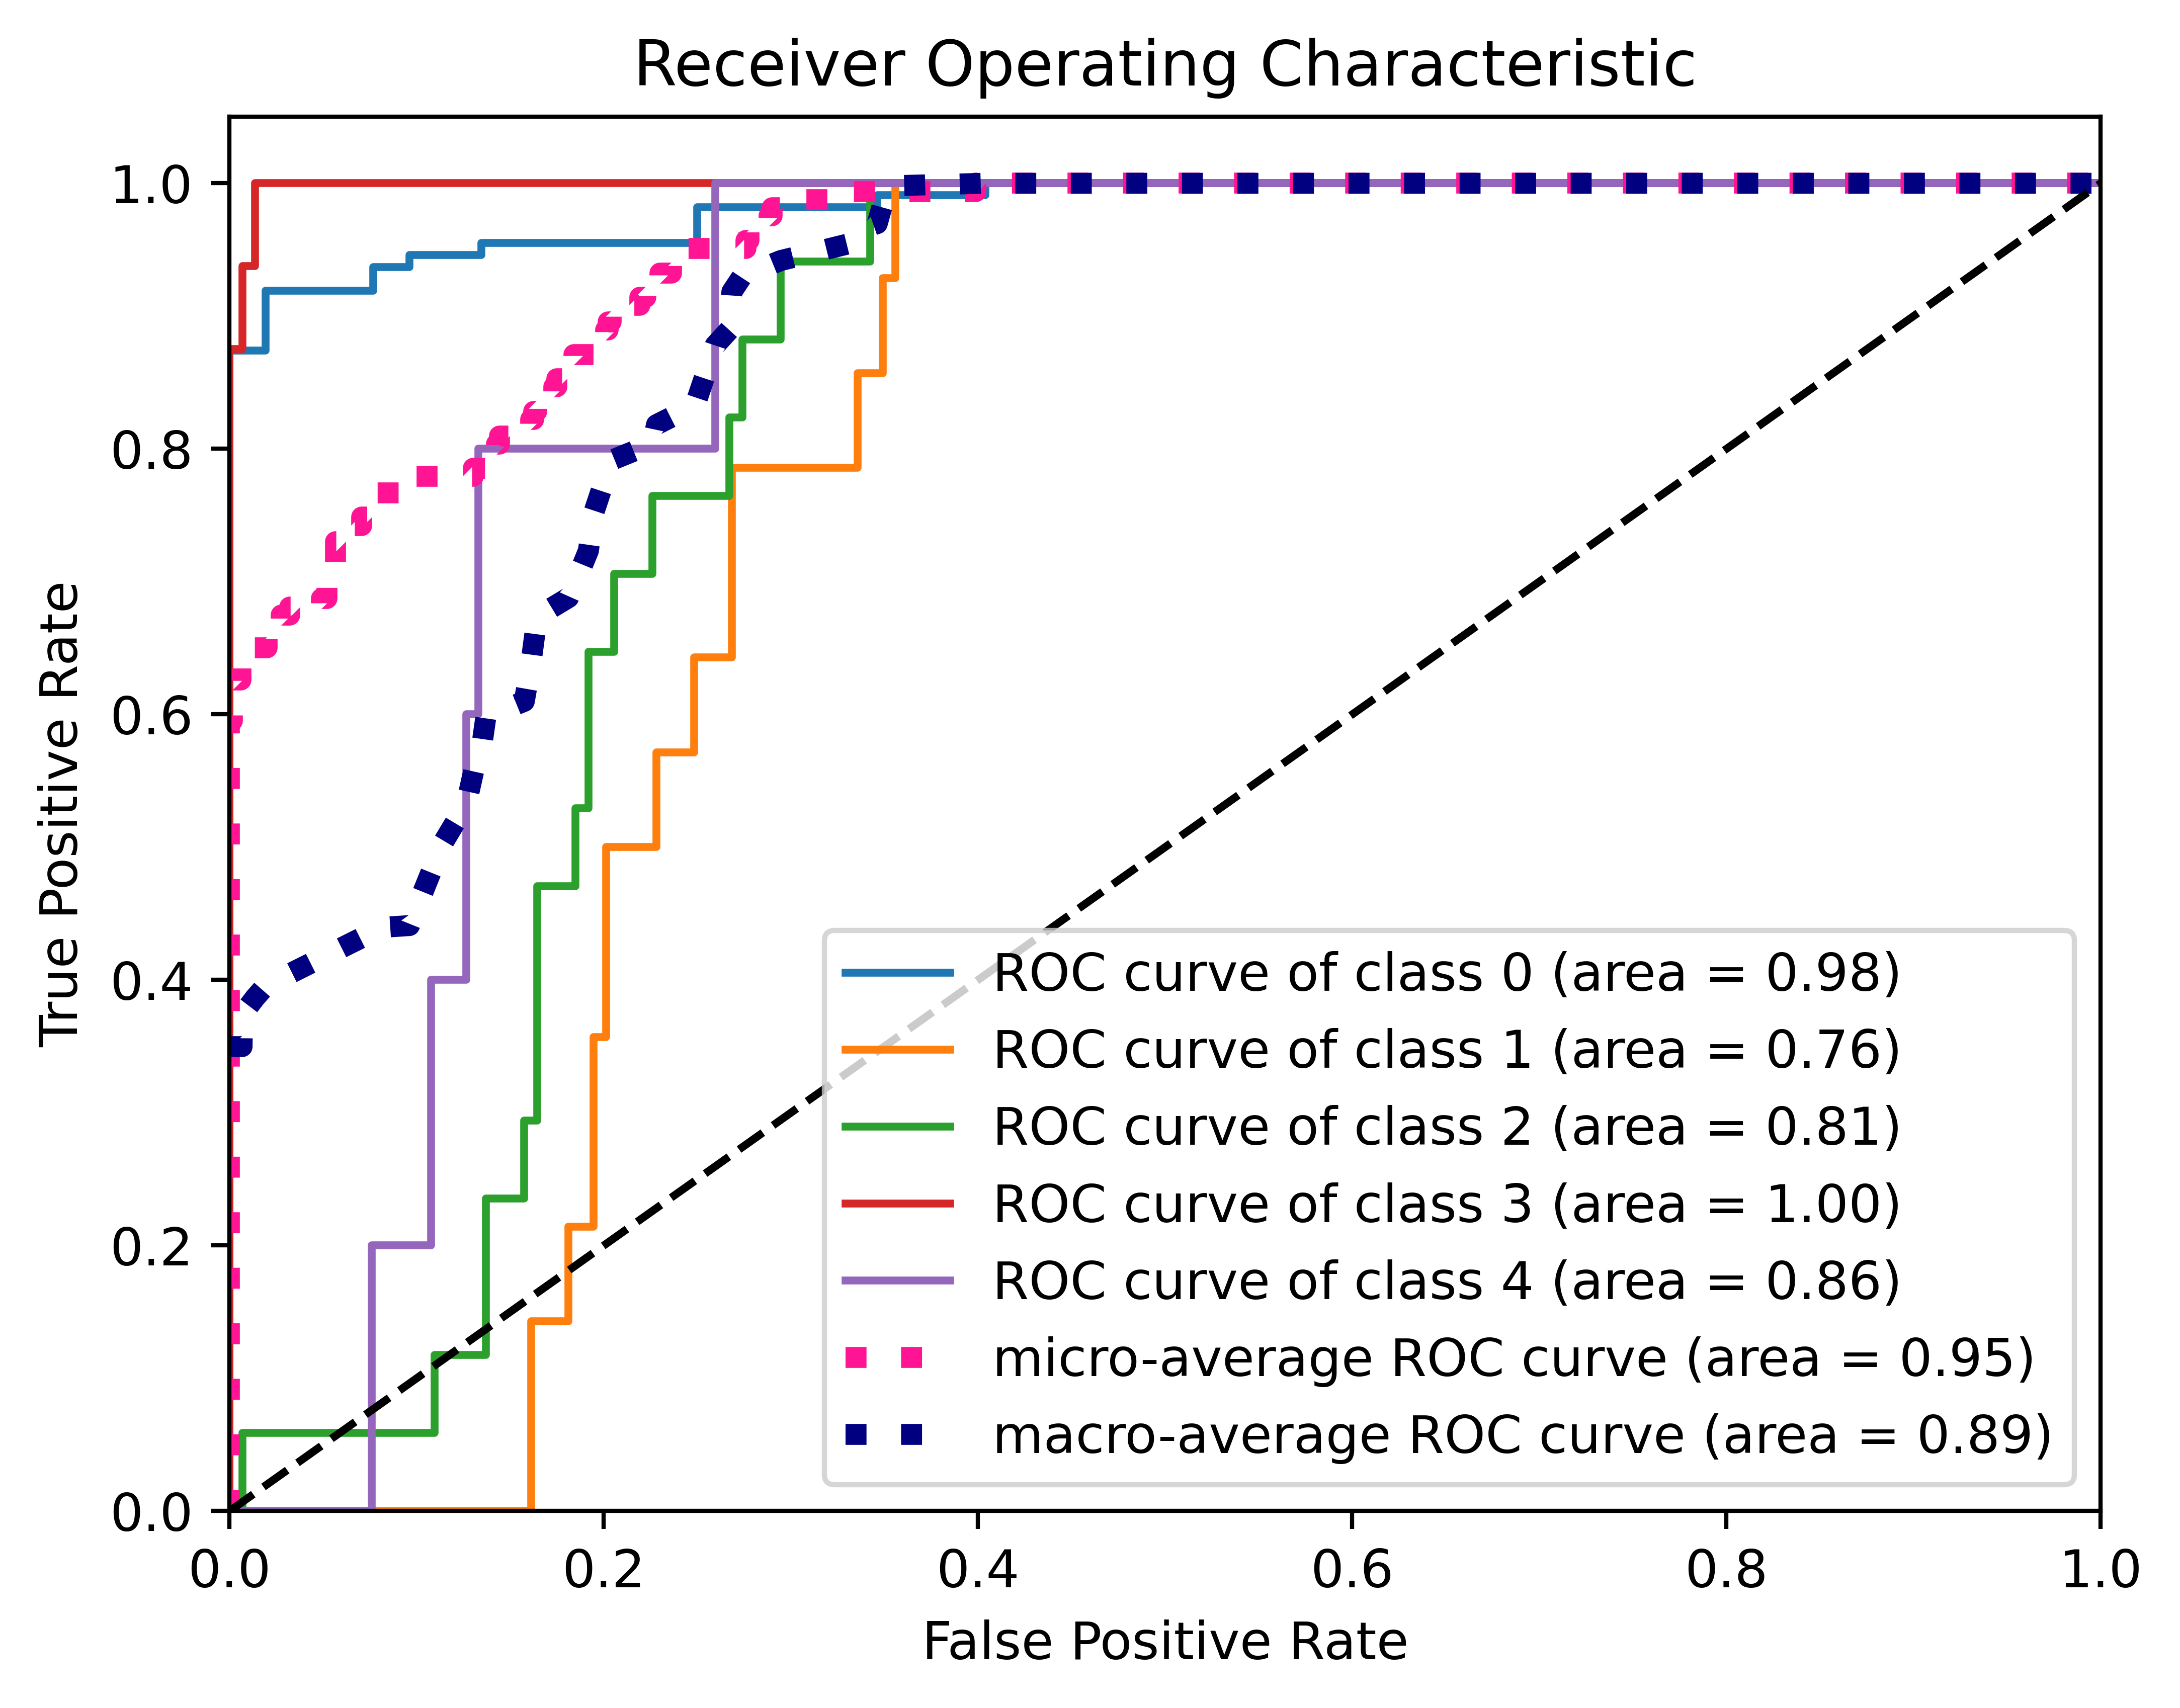 Receiver Operating Characteristic
1.0
0.8
0.6
0.4
0.2
0.0
True Positive Rate
ROC curve of class 0 (area = 0.98)
ROC curve of class 1 (area = 0.76)
ROC curve of class 2 (area = 0.81)
ROC curve of class 3 (area = 1.00)
ROC curve of class 4 (area = 0.86)
micro-average ROC curve (area = 0.95)
macro-average ROC curve (area = 0.89)
0.0 0.2 0.4 0.6 0.8 1.0
False Positive Rate